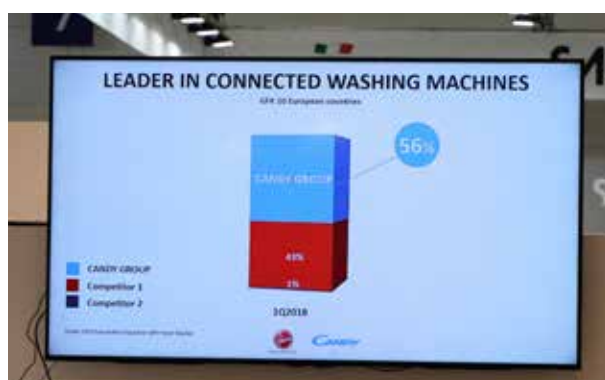 7
LEADER IN CONNECTED WASHING MACHINES
GFK 10 European countries
56%
CANDY GROUP
43%
1%
CANDY GROUP
Competitor 1
Competitor 2
1Q2018
CANDY